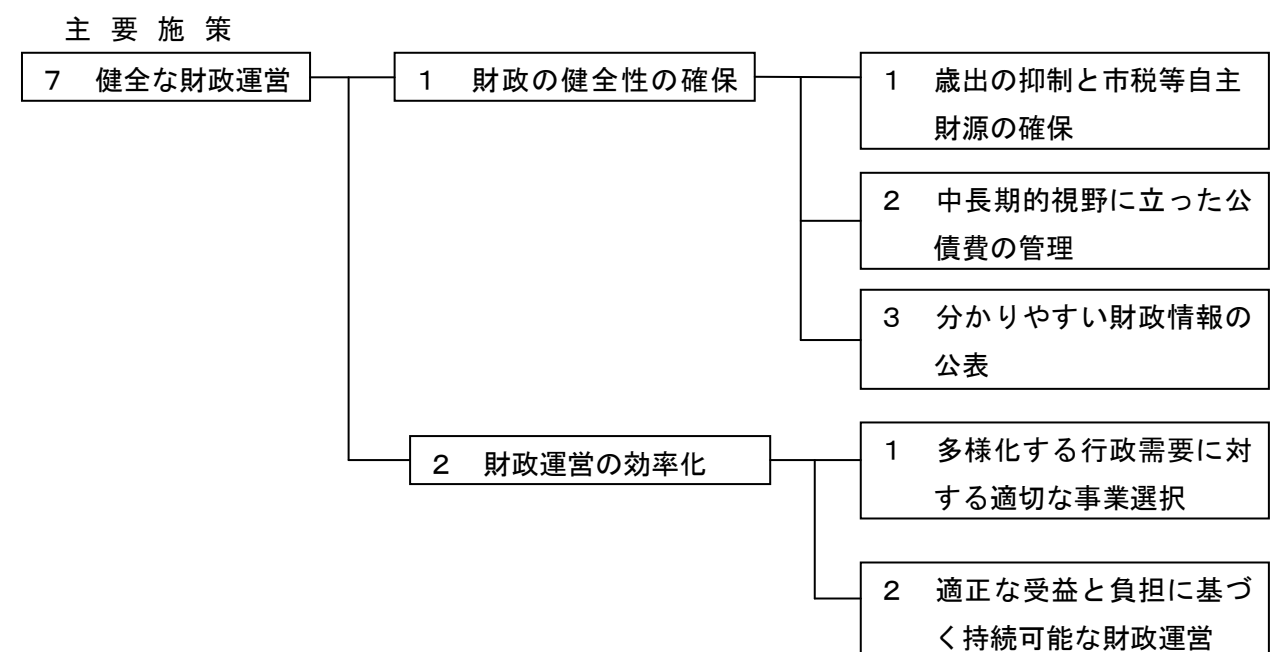 主 要 施 策
７　健全な財政運営
１　財政の健全性の確保
１　歳出の抑制と市税等自主
財源の確保
２　中長期的視野に立った公
債費の管理
３　分かりやすい財政情報の
公表
２　財政運営の効率化
１　多様化する行政需要に対
する適切な事業選択
２　適正な受益と負担に基づ
く持続可能な財政運営